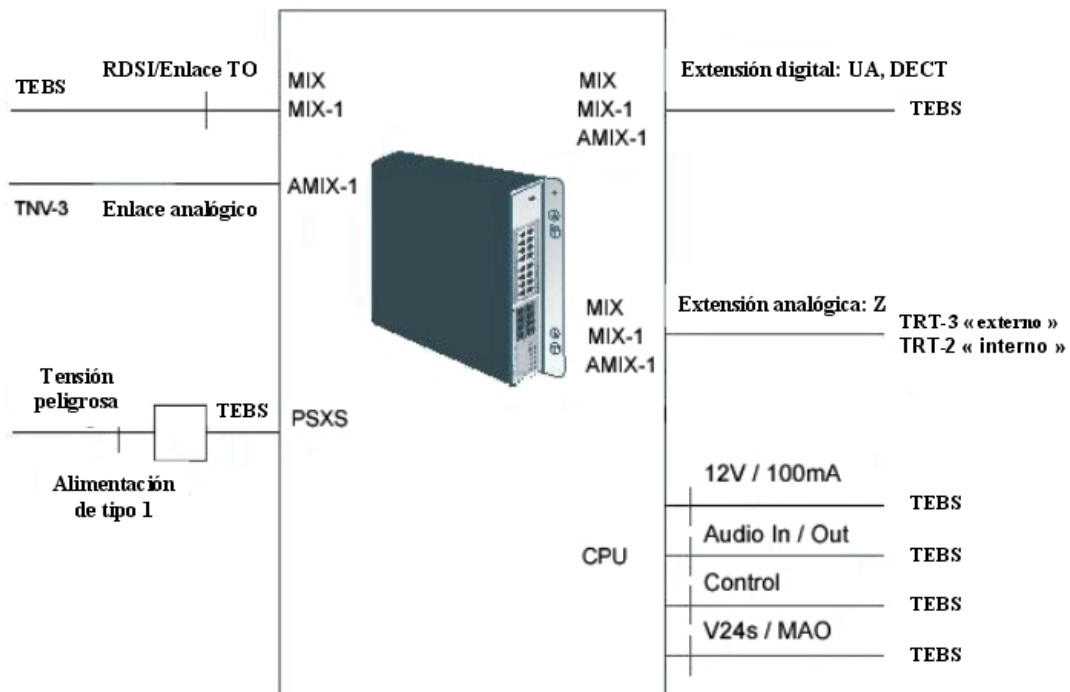 RDSI/Enlace TO
TEBS
MIX
MIX-1
AMIX-1
TNV-3
Enlace analógico
Tensión
peligrosa
TEBS
PSXS
Alimentación
de tipo 1
MIX
MIX-1
AMIX-1
Extensión digital: UA, DECT
TEBS
MIX
MIX-1
AMIX-1
Extensión analógica: Z
TRT-3 « externo »
TRT-2 « interno »
CPU
12V / 100mA
TEBS
Audio In / Out
TEBS
Control
TEBS
V24s / MAO
TEBS